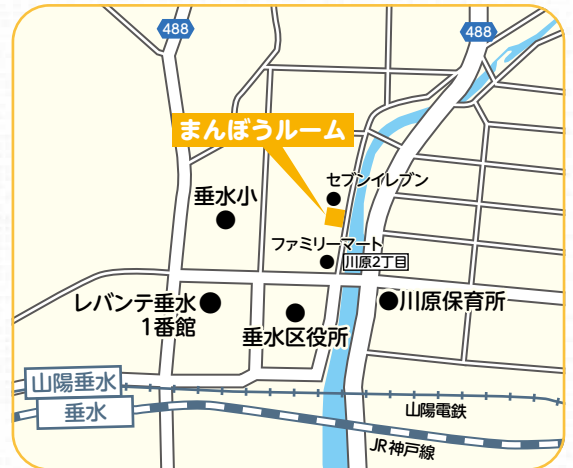 488
488
まんぼうルーム
セブンイレブン
垂水小
ファミリーマート
川原2丁目
レバンテ垂水
1番館
垂水区役所
川原保育所
山陽垂水
垂水
山陽電鉄
JR神戸線